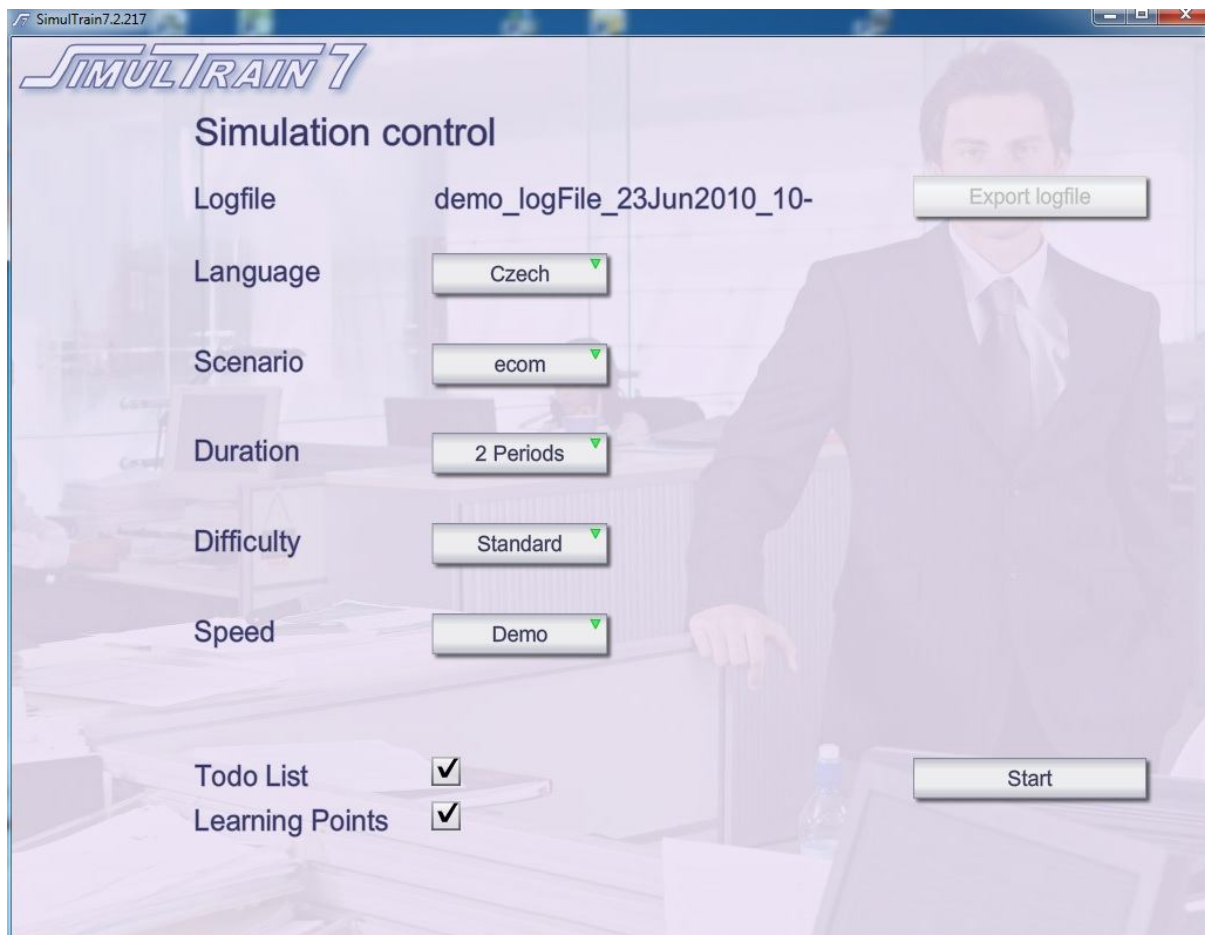 SimulTrain7.2.217
SIMULTRAIN 7
Simulation control
Logfile demo_logFile_23Jun2010_10- Export logfile
Language Czech
Scenario ecom
Duration 2 Periods
Difficulty Standard
Speed Demo
Todo List Start
Learning Points